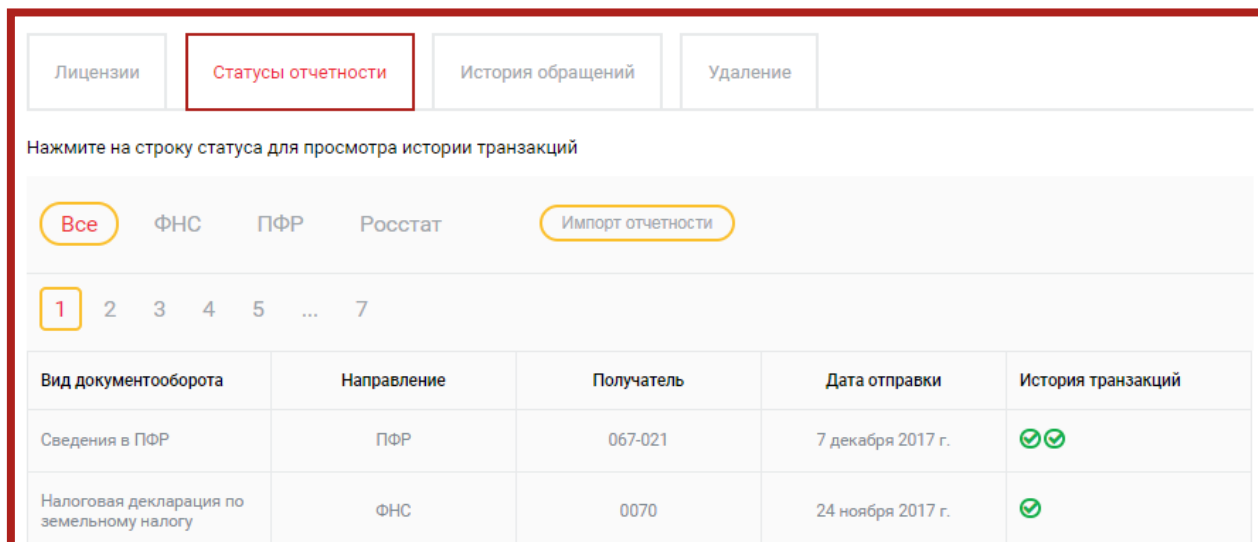 Лицензии Статусы отчетности История обращений Удаление
Нажмите на строку статуса для просмотра истории транзакций
Все ФНС ПФР Росстат Импорт отчетности
1 2 3 4 5 ... 7
Вид документооборота Направление Получатель Дата отправки История транзакций
Сведения в ПФР ПФР 067-021 7 декабря 2017 г.
Налоговая декларация по
земельному налогу ФНС 0070 24 ноября 2017 г.